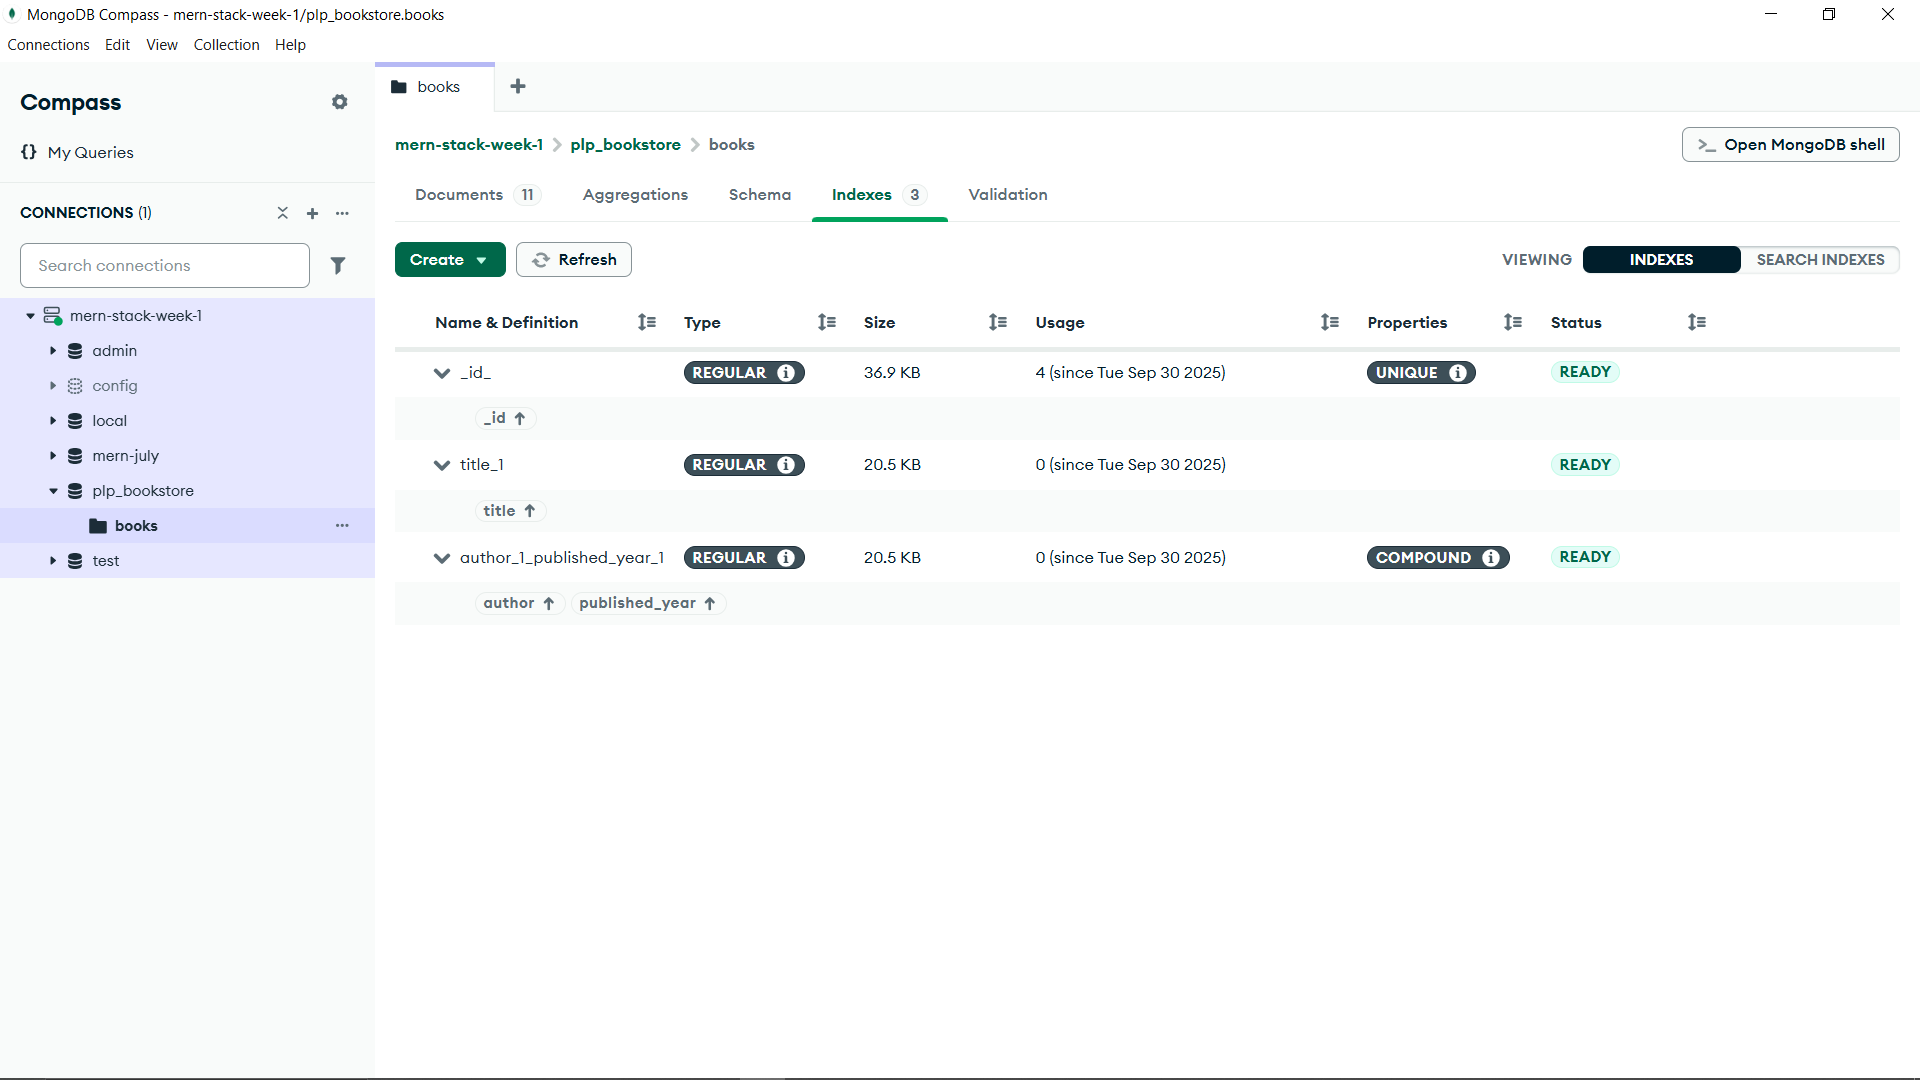 MongoDB Compass - mern-stack-week-1/plp_bookstore.books
Connections Edit View Collection Help
Compass
{} My Queries
CONNECTIONS (1)
Search connections
mern-stack-week-1
admin
config
local
mern-july
plp_bookstore
books
test
books
mern-stack-week-1 > plp_bookstore > books
>_ Open MongoDB shell
Documents 11 Aggregations Schema Indexes 3 Validation
Create Refresh
VIEWING INDEXES SEARCH INDEXES
Name & Definition Type Size Usage Properties Status
_id_ REGULAR 36.9 KB 4 (since Tue Sep 30 2025) UNIQUE READY
_id ↑
title_1 REGULAR 20.5 KB 0 (since Tue Sep 30 2025) READY
title ↑
author_1_published_year_1 REGULAR 20.5 KB 0 (since Tue Sep 30 2025) COMPOUND READY
author ↑ published_year ↑